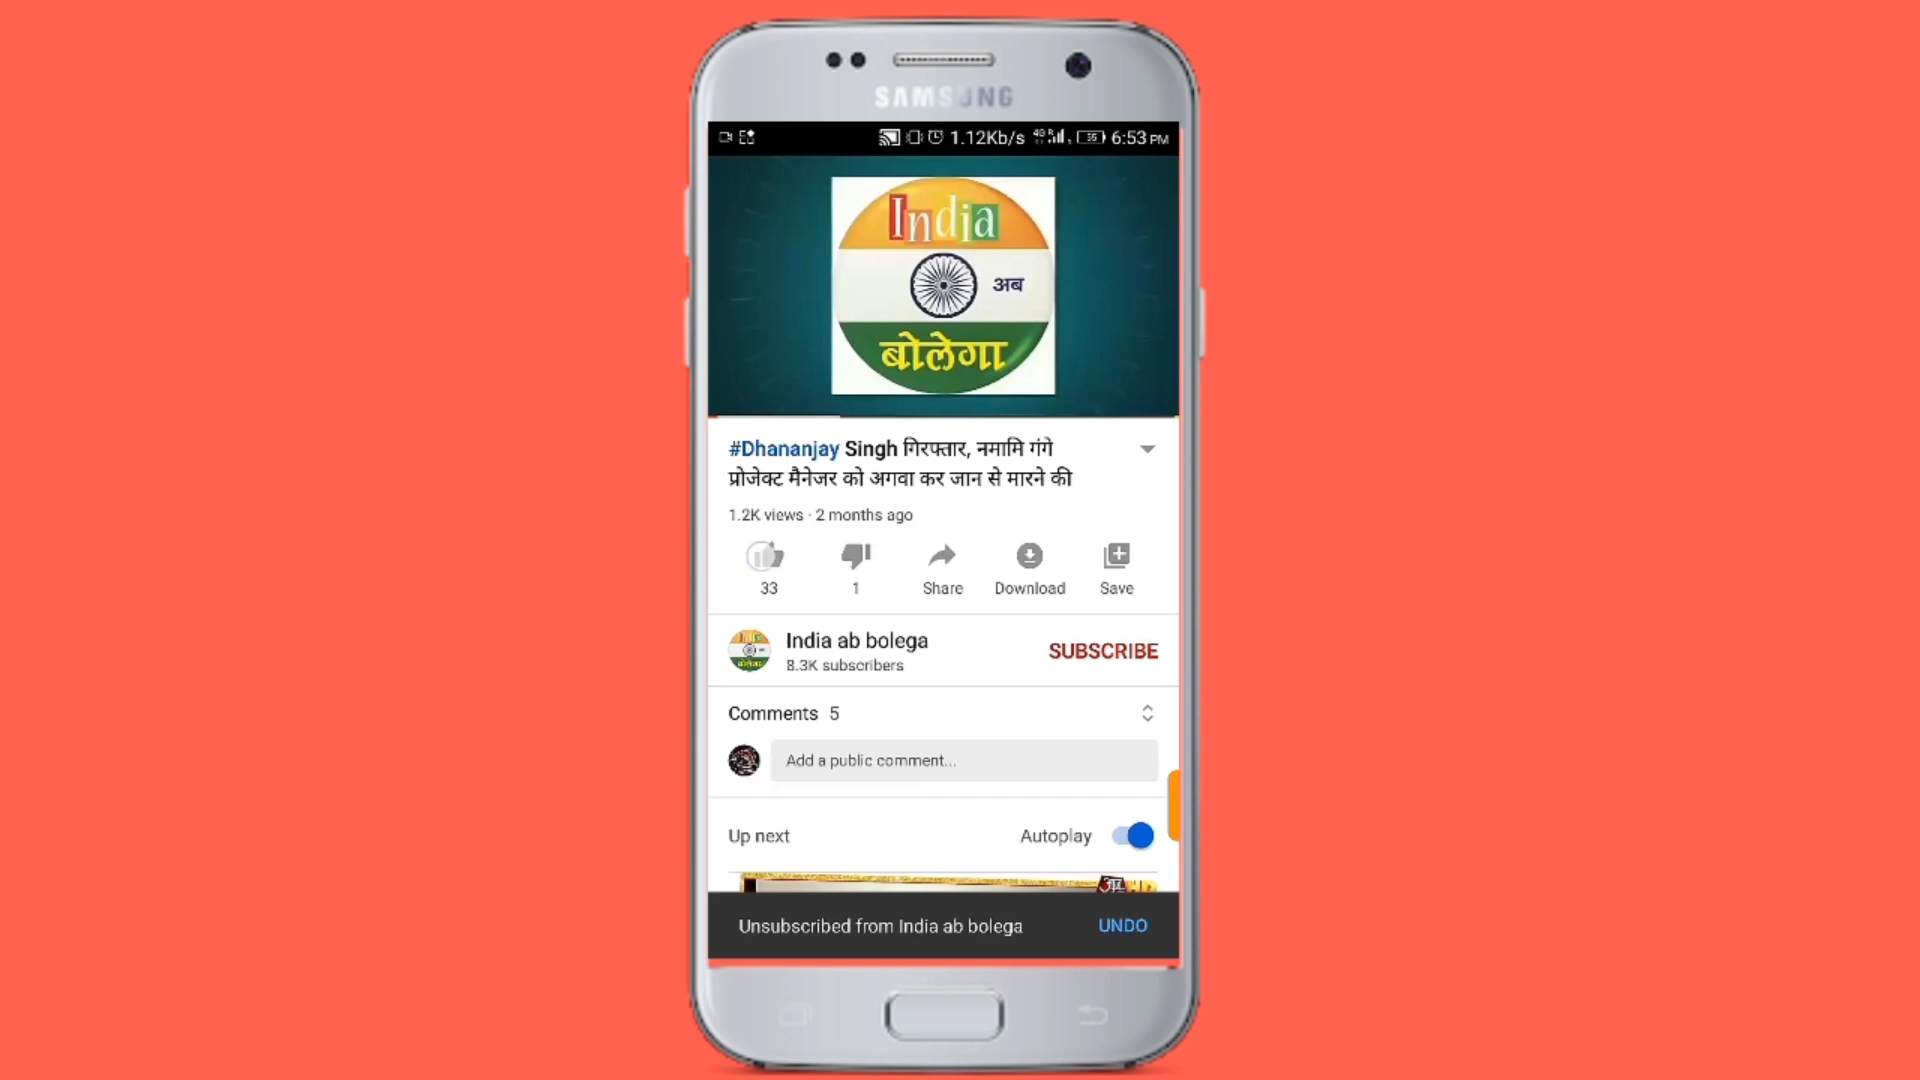 SAMSUNG
1.12Kb/s 55 6:53 PM
India
अब
बोलेगा
#Dhananjay Singh गिरफ्तार, नमामि गंगे
प्रोजेक्ट मैनेजर को अगवा कर जान से मारने की
1.2K views · 2 months ago
33 1 Share Download Save
India ab bolega
8.3K subscribers
SUBSCRIBE
Comments 5
Add a public comment...
Up next Autoplay
Unsubscribed from India ab bolega UNDO